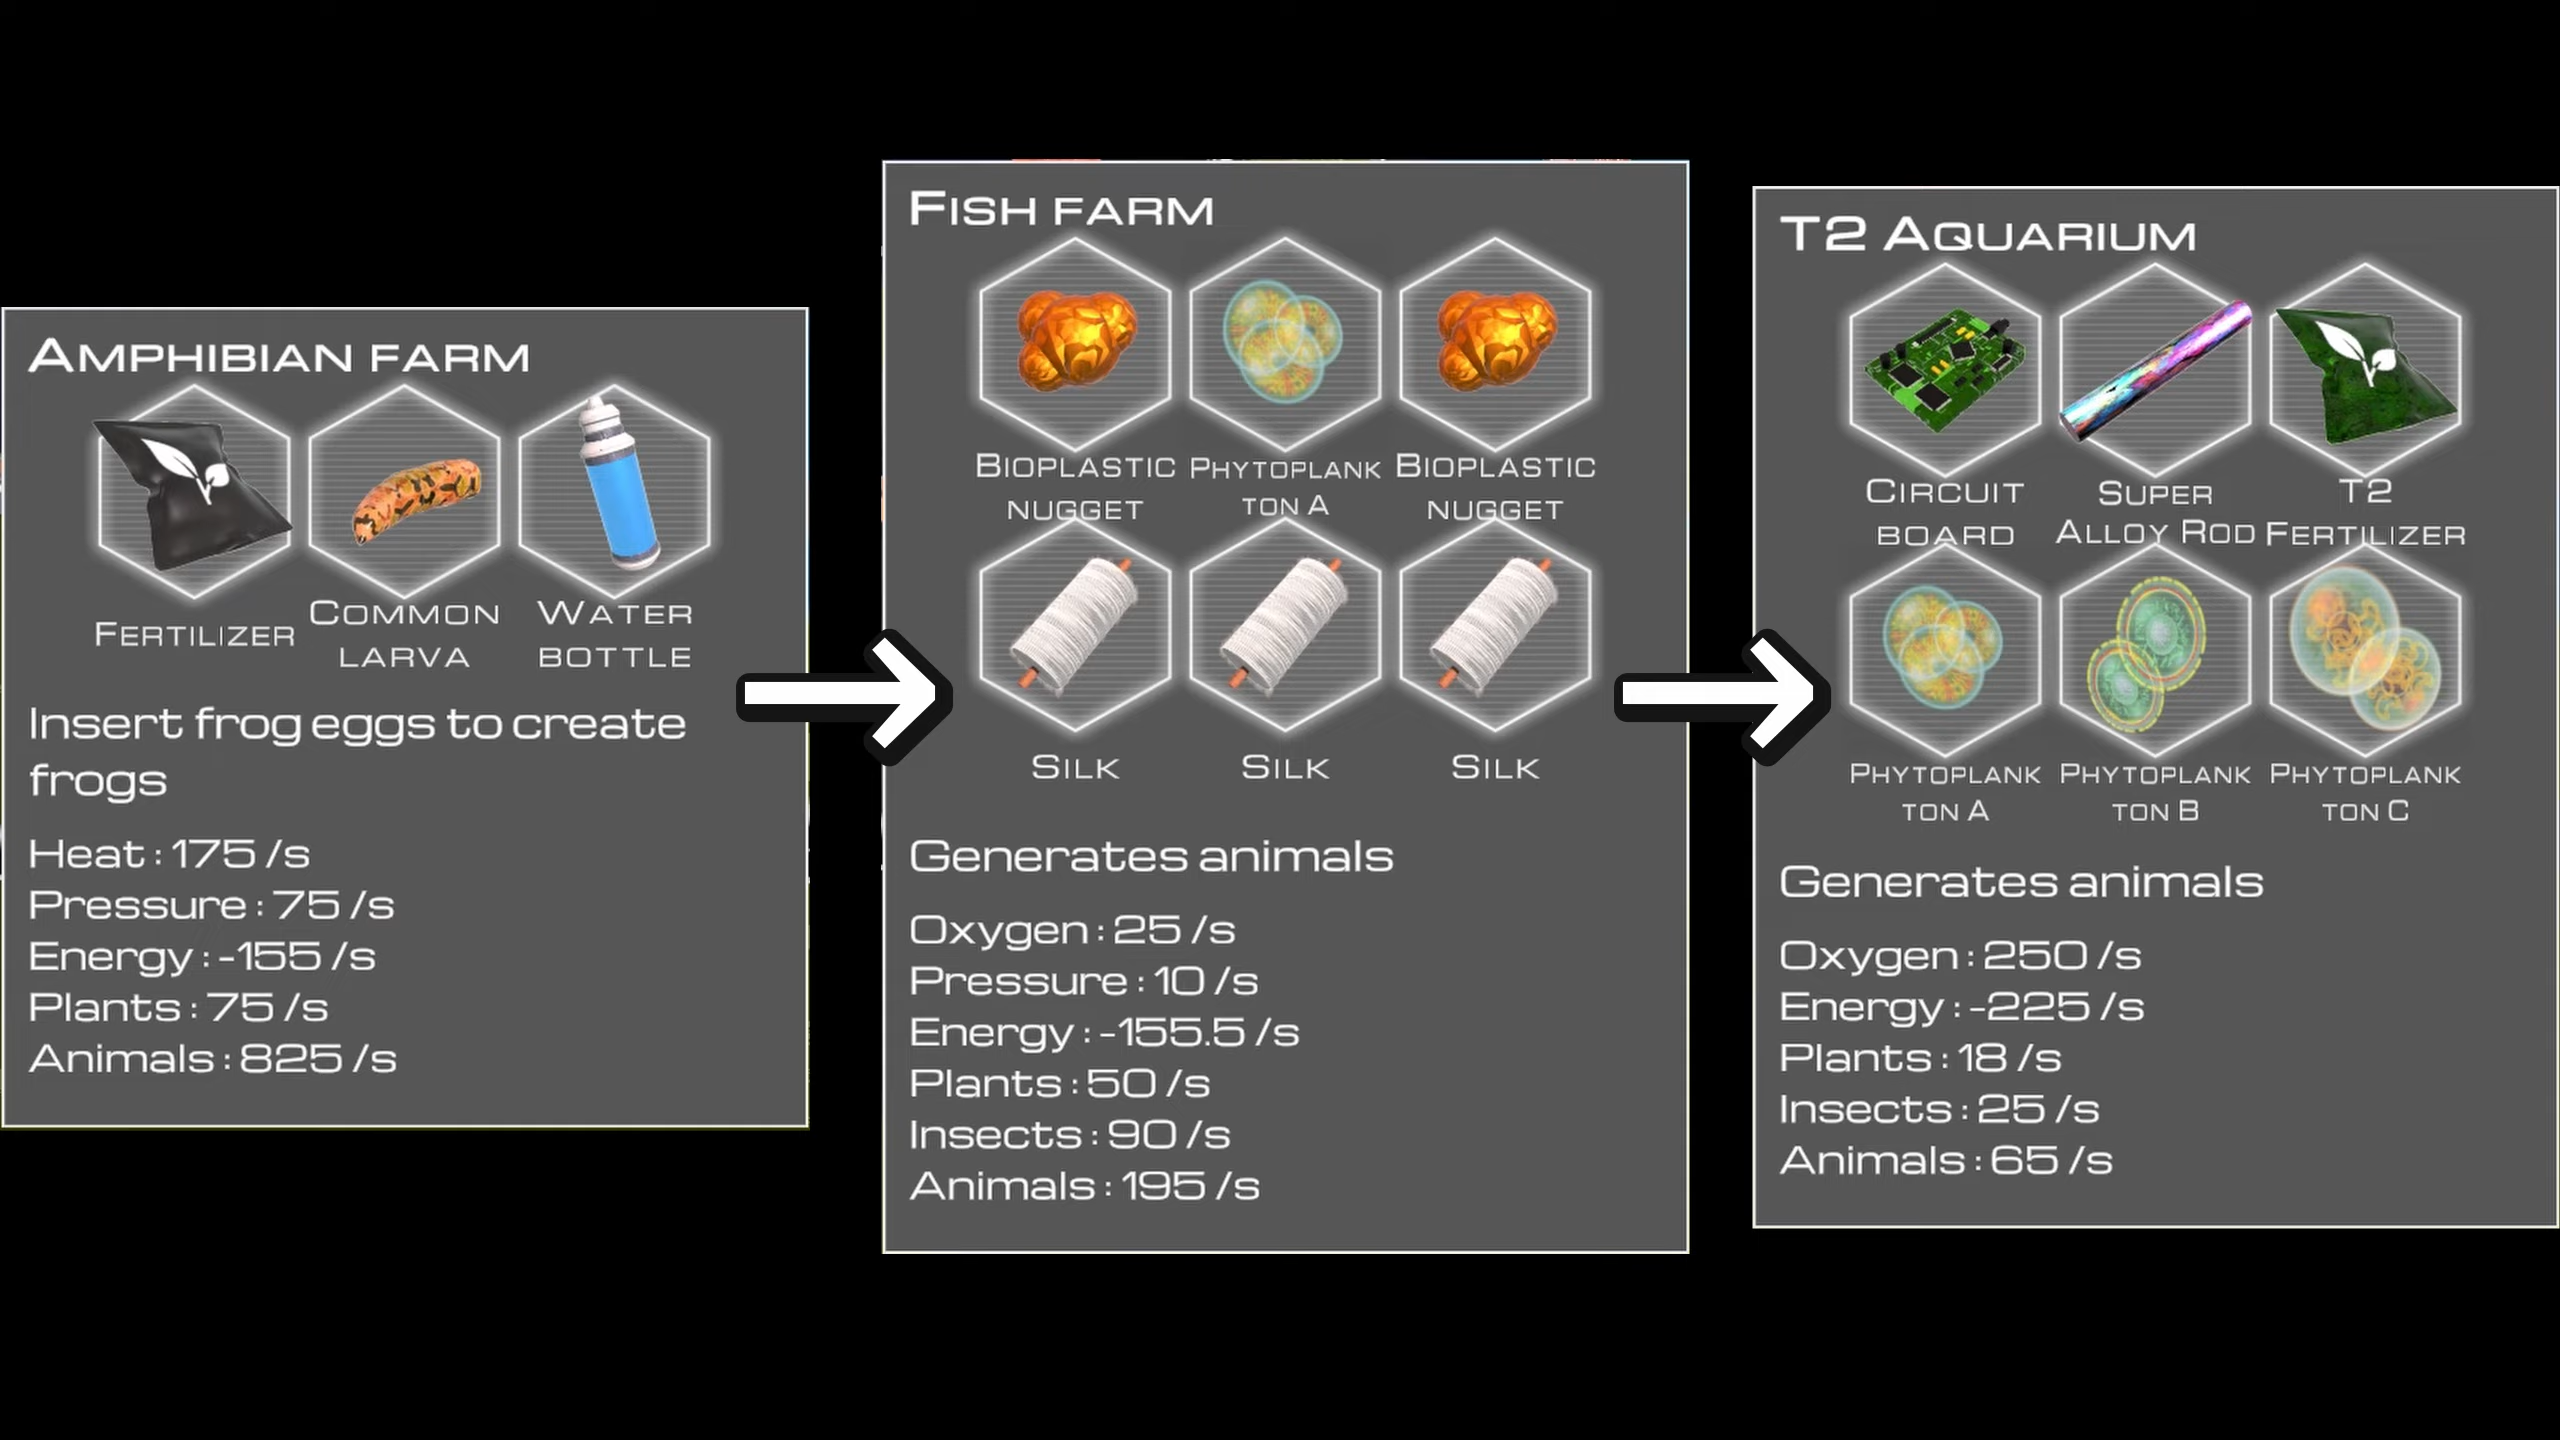 AMPHIBIAN FARM
FERTILIZER
COMMON
LARVA
WATER
BOTTLE
Insert frog eggs to create
frogs
Heat : 175 /s
Pressure : 75 /s
Energy : -155 /s
Plants : 75 /s
Animals : 825 /s
FISH FARM
BIOPLASTIC
NUGGET
PHYTOPLANK
TON A
BIOPLASTIC
NUGGET
SILK
SILK
SILK
Generates animals
Oxygen : 25 /s
Pressure : 10 /s
Energy : -155.5 /s
Plants : 50 /s
Insects : 90 /s
Animals : 195 /s
T2 AQUARIUM
CIRCUIT
BOARD
SUPER
ALLOY ROD
T2
FERTILIZER
PHYTOPLANK
TON A
PHYTOPLANK
TON B
PHYTOPLANK
TON C
Generates animals
Oxygen : 250 /s
Energy : -225 /s
Plants : 18 /s
Insects : 25 /s
Animals : 65 /s